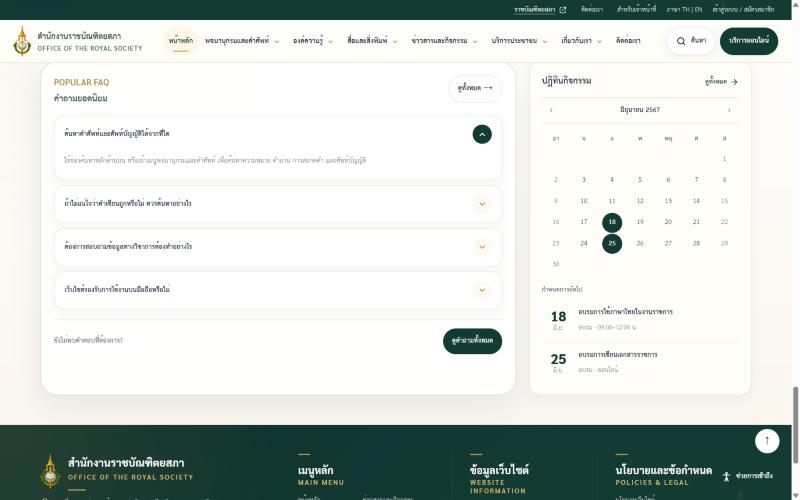 ราชบัณฑิตยสภา ติดต่อเรา สำหรับเจ้าหน้าที่ ภาษา TH | EN เข้าสู่ระบบ / สมัครสมาชิก
สำนักงานราชบัณฑิตยสภา
OFFICE OF THE ROYAL SOCIETY
หน้าหลัก พจนานุกรมและคำศัพท์ องค์ความรู้ สื่อและสิ่งพิมพ์ ข่าวสารและกิจกรรม บริการประชาชน เกี่ยวกับเรา ติดต่อเรา ค้นหา บริการออนไลน์
POPULAR FAQ
คำถามยอดนิยม
ดูทั้งหมด →
ค้นหาคำศัพท์และศัพท์บัญญัติได้จากที่ใด
ใช้ช่องค้นหาหลักด้านบน หรือเข้าเมนูพจนานุกรมและคำศัพท์ เพื่อค้นหาความหมาย คำอ่าน การสะกดคำ และศัพท์บัญญัติ
ถ้าไม่แน่ใจว่าคำเขียนถูกหรือไม่ ควรค้นหาอย่างไร
ต้องการสอบถามข้อมูลทางวิชาการต้องทำอย่างไร
เว็บไซต์รองรับการใช้งานบนมือถือหรือไม่
ยังไม่พบคำตอบที่ต้องการ?
ดูคำถามทั้งหมด
ปฏิทินกิจกรรม
ดูทั้งหมด →
‹ มิถุนายน 2567 ›
อา จ อ พ พฤ ศ ส
1
2 3 4 5 6 7 8
9 10 11 12 13 14 15
16 17 18 19 20 21 22
23 24 25 26 27 28 29
30
กำหนดการถัดไป
18 มิ.ย.
อบรมการใช้ภาษาไทยในงานราชการ
อบรม · 09.00–12.00 น.
25 มิ.ย.
อบรมการเขียนเอกสารราชการ
อบรม · ออนไลน์
↑
สำนักงานราชบัณฑิตยสภา
OFFICE OF THE ROYAL SOCIETY
เมนูหลัก
MAIN MENU
ข้อมูลเว็บไซต์
WEBSITE
INFORMATION
นโยบายและข้อกำหนด
POLICIES & LEGAL
ช่วยการเข้าถึง